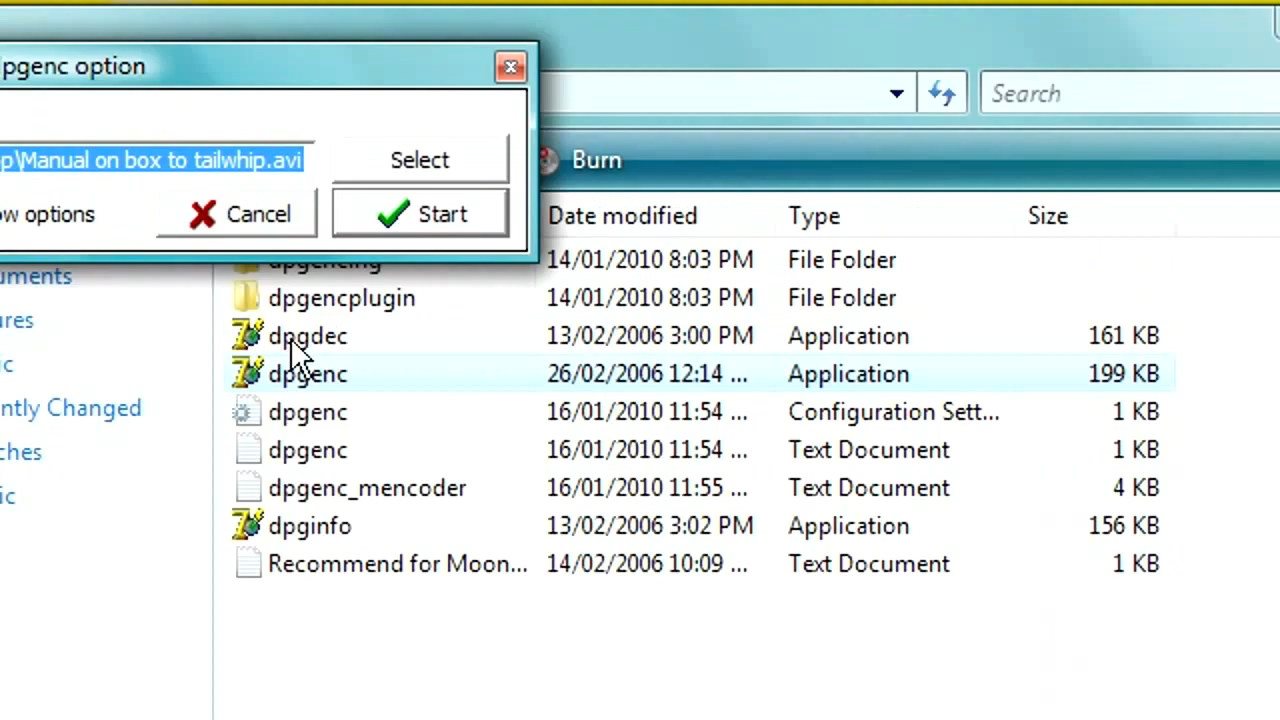 pgenc option
Search
p\Manual on box to tailwhip.avi
Select
Burn
ow options
Cancel
Start
Date modified
Type
Size
uments
14/01/2010 8:03 PM
File Folder
ures
dpgencplugin
14/01/2010 8:03 PM
File Folder
dpgdec
13/02/2006 3:00 PM
Application
161 KB
ic
dpgenc
26/02/2006 12:14 ...
Application
199 KB
ntly Changed
dpgenc
16/01/2010 11:54 ...
Configuration Sett...
1 KB
ches
dpgenc
16/01/2010 11:54 ...
Text Document
1 KB
ic
dpgenc_mencoder
16/01/2010 11:55 ...
Text Document
4 KB
dpginfo
13/02/2006 3:02 PM
Application
156 KB
Recommend for Moon...
14/02/2006 10:09 ...
Text Document
1 KB